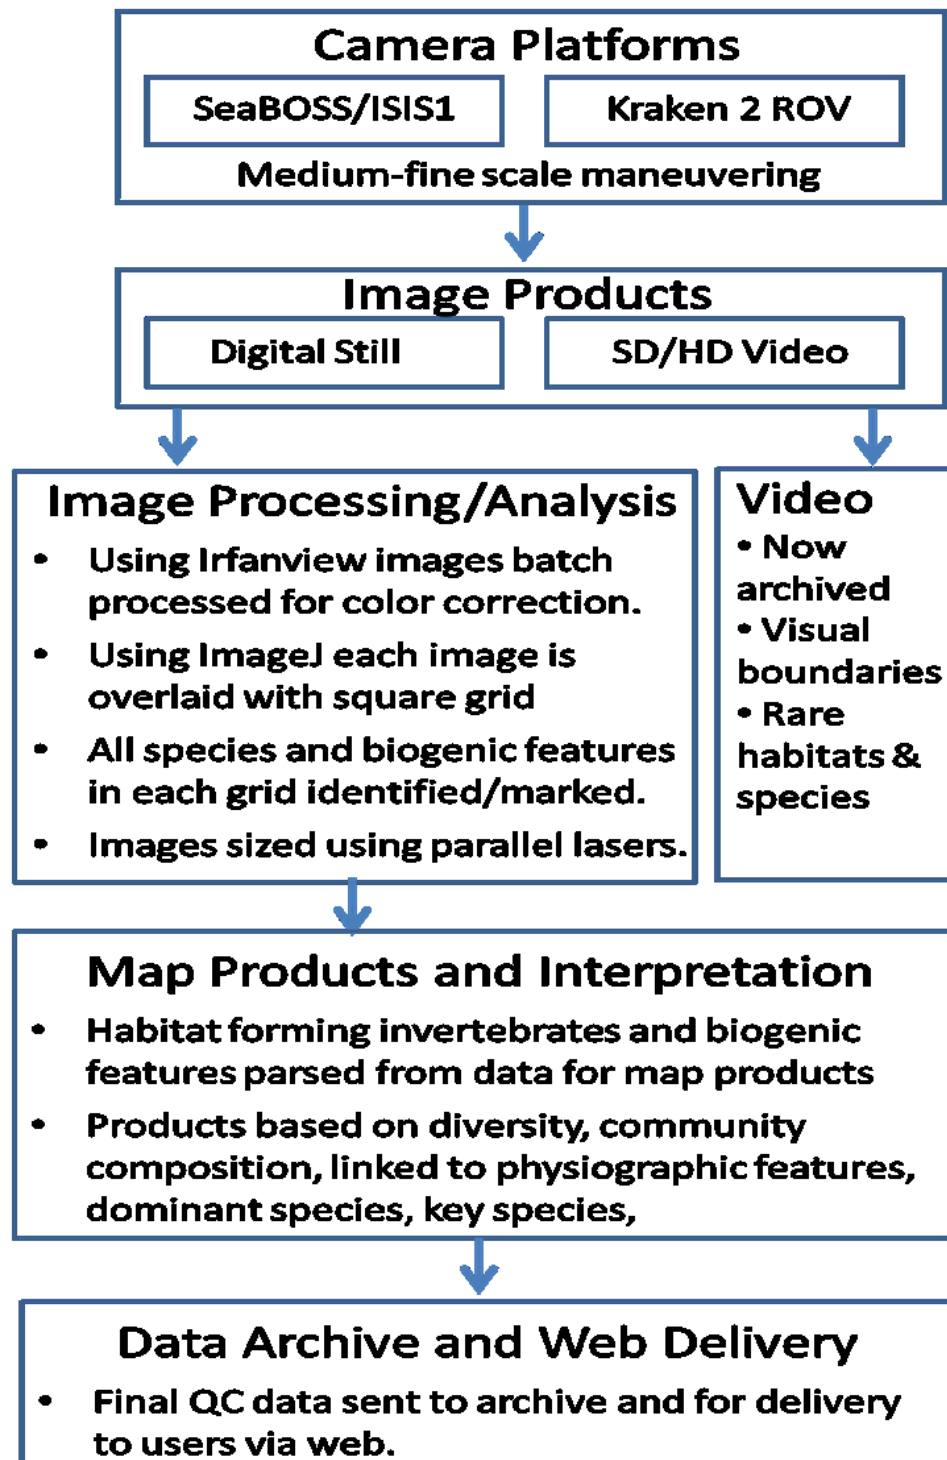 Camera Platforms
SeaBOSS/ISIS1
Kraken 2 ROV
Medium-fine scale maneuvering
Image Products
Digital Still
SD/HD Video
Image Processing/Analysis
• Using Irfanview images batch
processed for color correction.
• Using ImageJ each image is
overlaid with square grid
• All species and biogenic features
in each grid identified/marked.
• Images sized using parallel lasers.
Video
• Now
archived
• Visual
boundaries
• Rare
habitats &
species
Map Products and Interpretation
• Habitat forming invertebrates and biogenic
features parsed from data for map products
• Products based on diversity, community
composition, linked to physiographic features,
dominant species, key species,
Data Archive and Web Delivery
• Final QC data sent to archive and for delivery
to users via web.